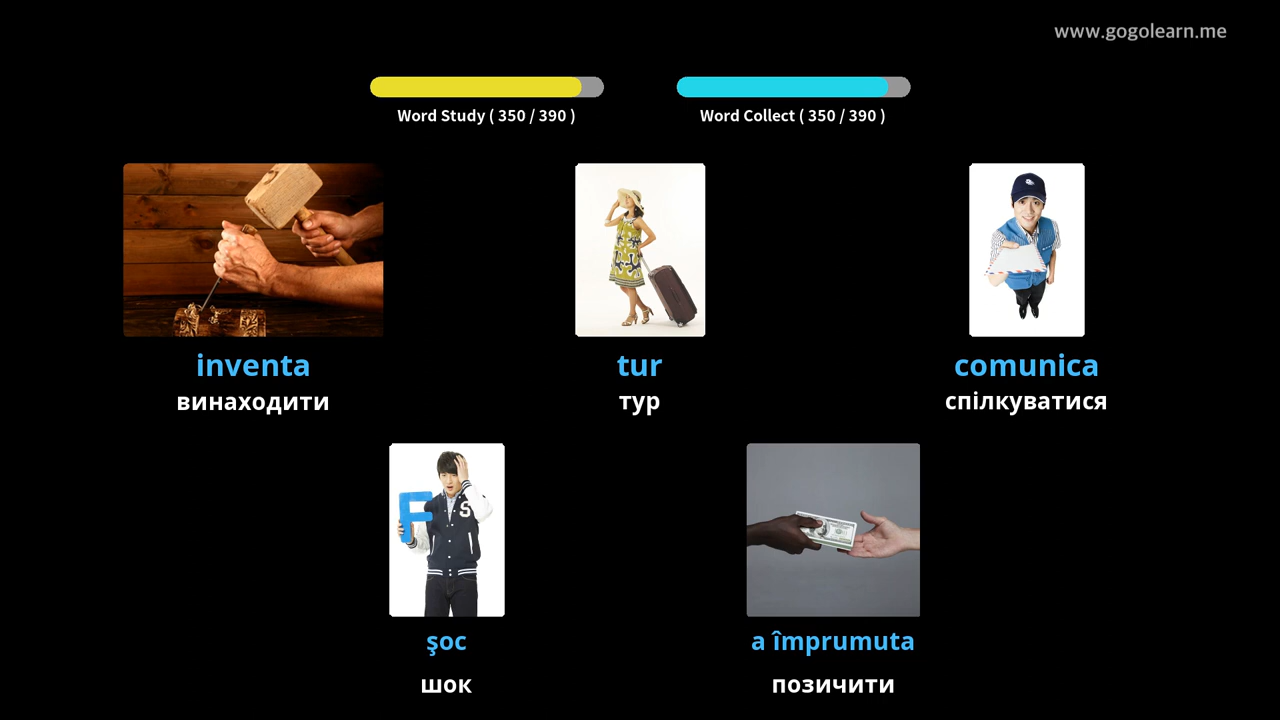 www.gogolearn.me
Word Study ( 350 / 390 )
Word Collect ( 350 / 390 )
inventa
tur
comunica
винаходити
тур
спілкуватися
F
S
şoc
a împrumuta
шок
позичити